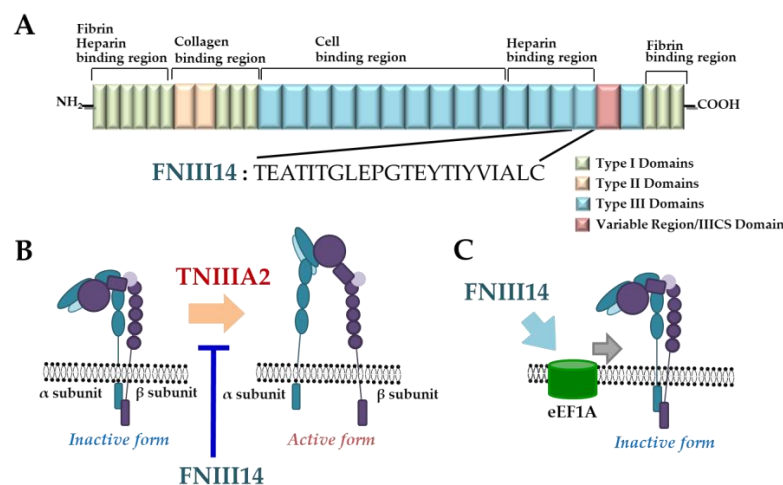 A
Fibrin
Heparin
binding region
Collagen
binding region
Cell
binding region
Heparin
binding region
Fibrin
binding region
NH2
COOH
FNIII14 : TEATITGLEPGTEYTIYVIALC
Type I Domains
Type II Domains
Type III Domains
Variable Region/IIICS Domain
B
TNIIIA2
α subunit
β subunit
Inactive form
α subunit
β subunit
Active form
FNIII14
C
FNIII14
eEF1A
Inactive form